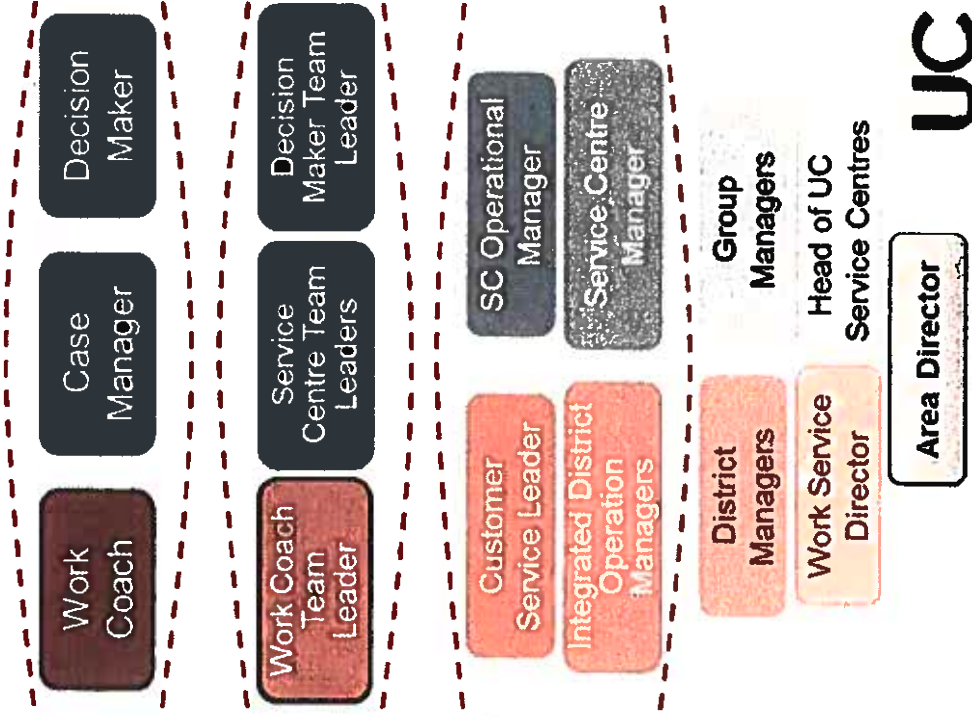 Work
Coach
Case
Manager
Decision
Maker
Work Coach
Team
Leader
Service
Centre Team
Leaders
Decision
Maker Team
Leader
Customer
Service Leader
SC Operational
Manager
Integrated District
Operation
Managers
Service Centre
Manager
District
Managers
Group
Managers
Work Service
Director
Head of UC
Service Centres
Area Director
UC